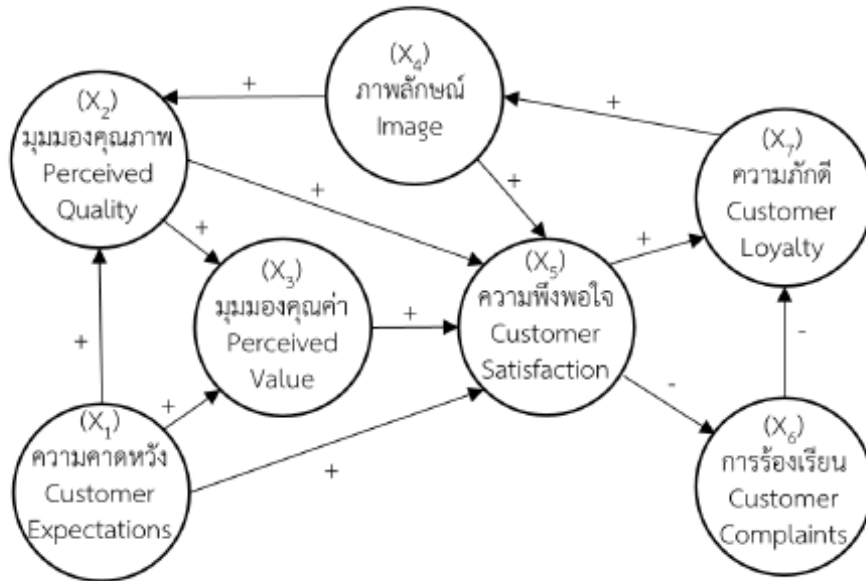 (X₄)
ภาพลักษณ์
Image
+
(X₂)
มุมมองคุณภาพ
Perceived
Quality
+
(X₇)
ความภักดี
Customer
Loyalty
+
+
+
(X₃)
มุมมองคุณค่า
Perceived
Value
+
(X₅)
ความพึงพอใจ
Customer
Satisfaction
+
+
-
-
(X₁)
ความคาดหวัง
Customer
Expectations
+
+
(X₆)
การร้องเรียน
Customer
Complaints